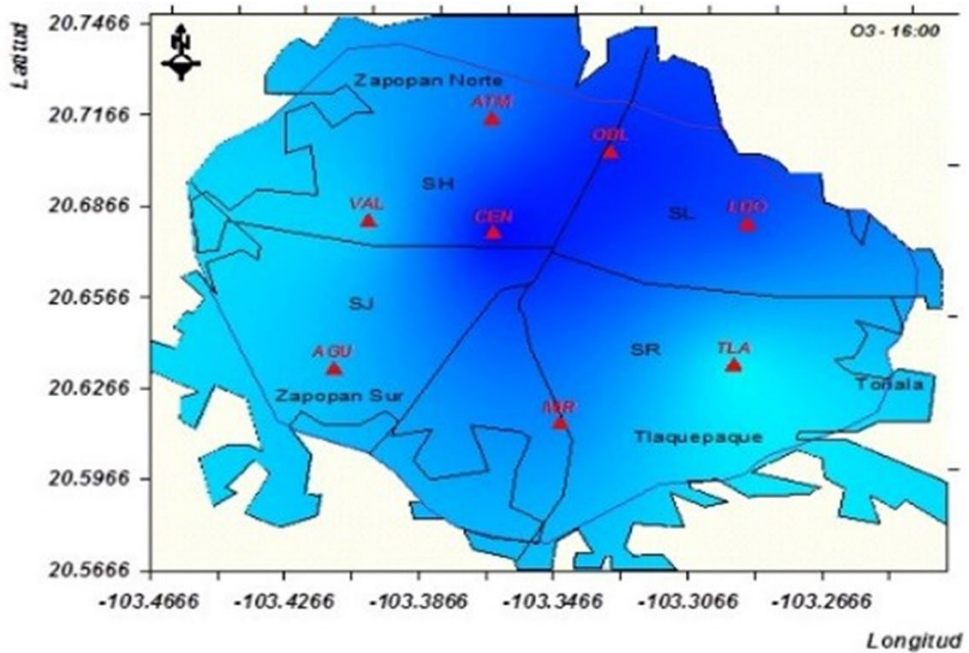 20.7466
O3 - 16:00
Latitud
N
Zapopan Norte
ATM
20.7166
OBL
SH
VAL
20.6866
CEN
SL
LDO
20.6566
SJ
AGU
SR
TLA
20.6266
Zapopan Sur
Tonala
MIR
Tlaquepaque
20.5966
20.5666
-103.4666
-103.4266
-103.3866
-103.3466
-103.3066
-103.2666
Longitud